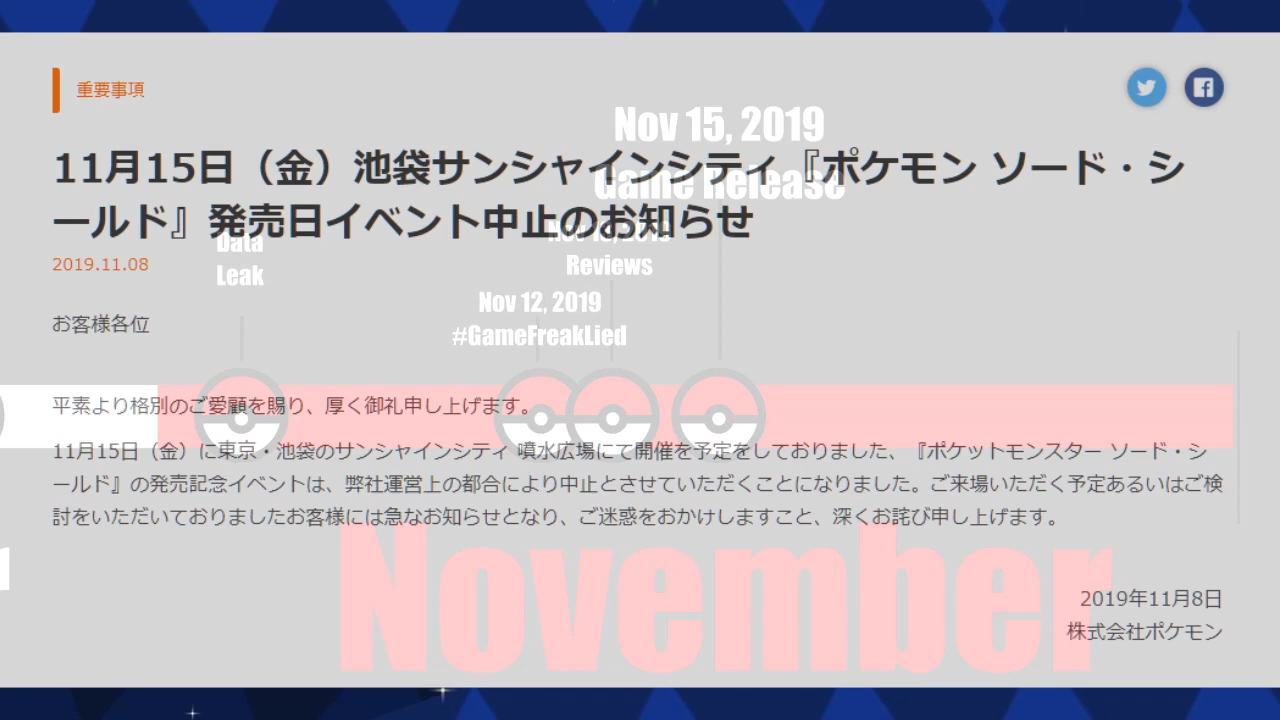 重要事項
Nov 15, 2019
11月15日（金）池袋サンシャインシティ『ポケモン ソード・シ
Game Release
ールド』発売日イベント中止のお知らせ
Data
Leak
Reviews
2019.11.08
Nov 12, 2019
#GameFreakLied
お客様各位
平素より格別のご愛顧を賜り、厚く御礼申し上げます。
11月15日（金）に東京・池袋のサンシャインシティ 噴水広場にて開催を予定をしておりました、『ポケットモンスター ソード・シ
ールド』の発売記念イベントは、弊社運営上の都合により中止とさせていただくことになりました。ご来場いただく予定あるいはご検
討をいただいておりましたお客様には急なお知らせとなり、ご迷惑をおかけしますこと、深くお詫び申し上げます。
November
2019年11月8日
株式会社ポケモン